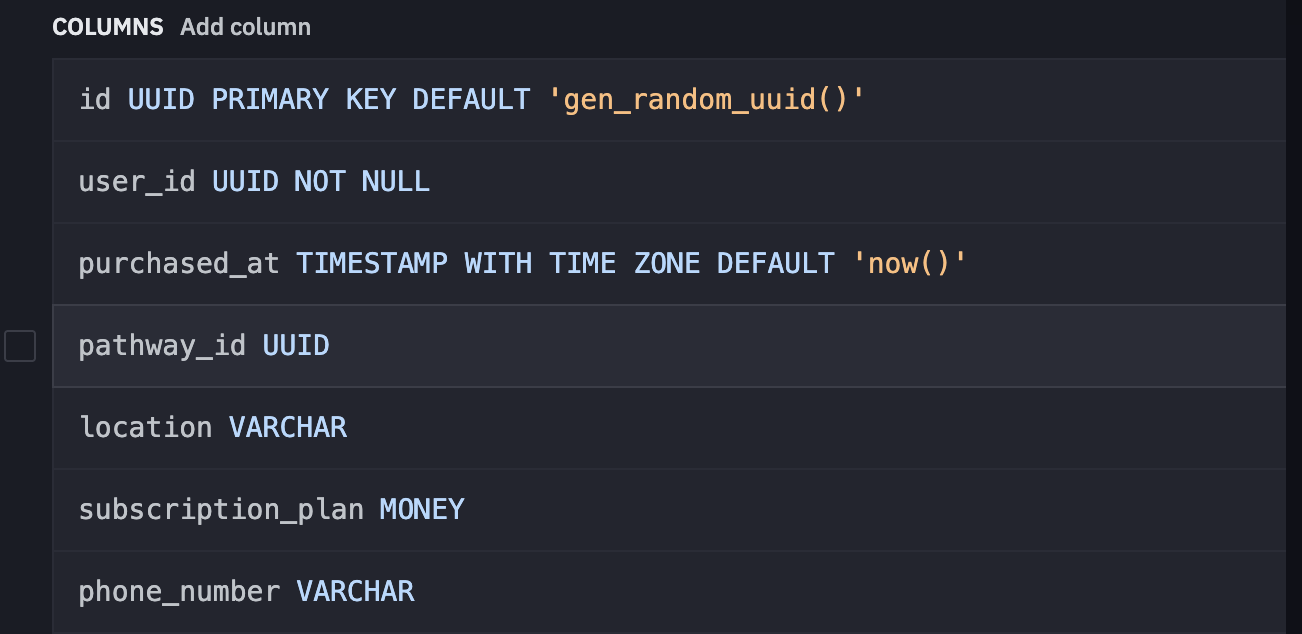 COLUMNS Add column
id UUID PRIMARY KEY DEFAULT 'gen_random_uuid()'
user_id UUID NOT NULL
purchased_at TIMESTAMP WITH TIME ZONE DEFAULT 'now()'
pathway_id UUID
location VARCHAR
subscription_plan MONEY
phone_number VARCHAR